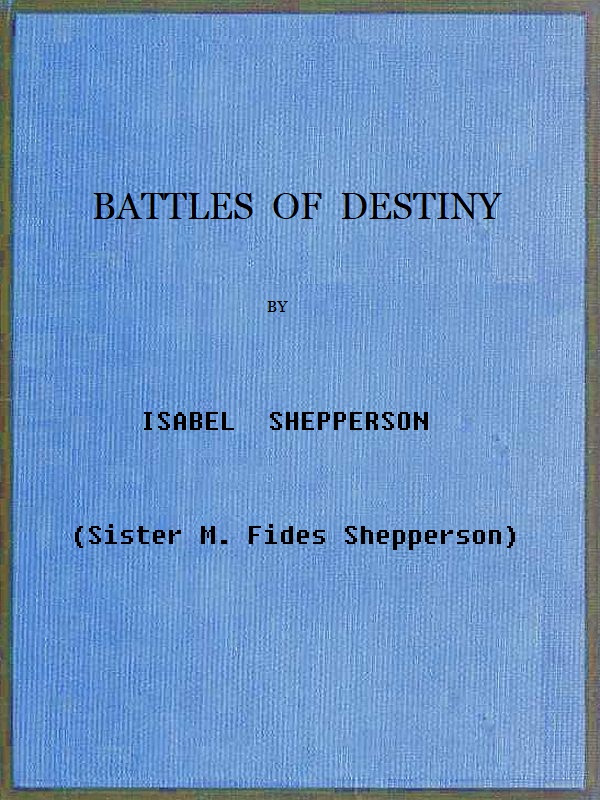 BATTLES OF DESTINY
BY
ISABEL SHEPPERSON
(Sister M. Fides Shepperson)